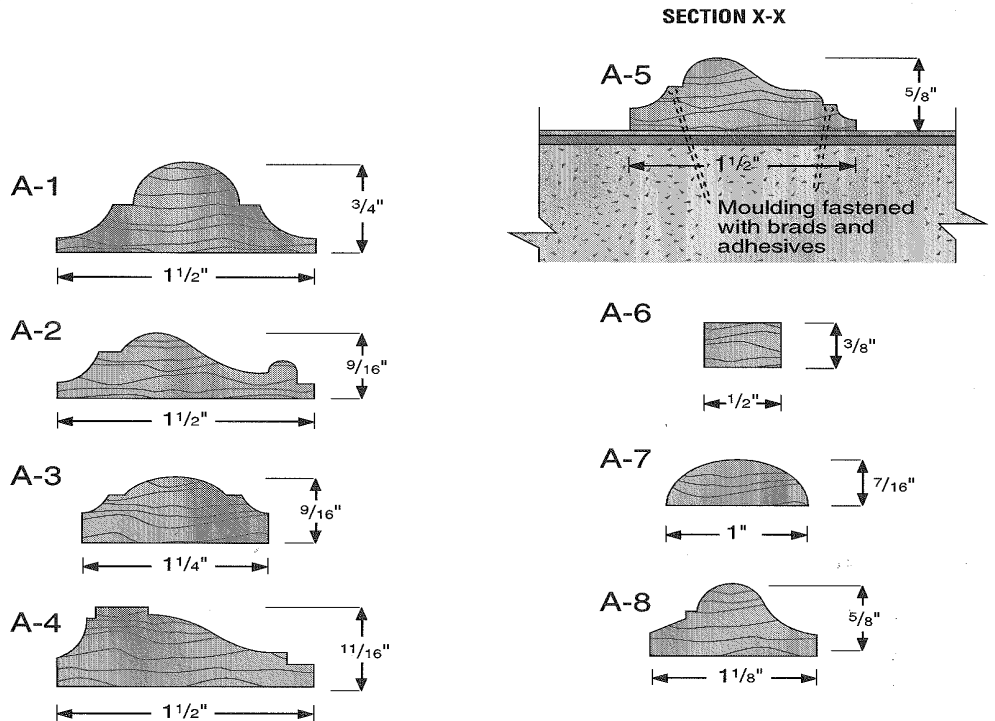 SECTION X-X
A-1
3/4"
1 1/2"
A-2
9/16"
1 1/2"
A-3
9/16"
1 1/4"
A-4
11/16"
1 1/2"
A-5
5/8"
1 1/2"
Moulding fastened
with brads and
adhesives
A-6
3/8"
1/2"
A-7
7/16"
1"
A-8
5/8"
1 1/8"